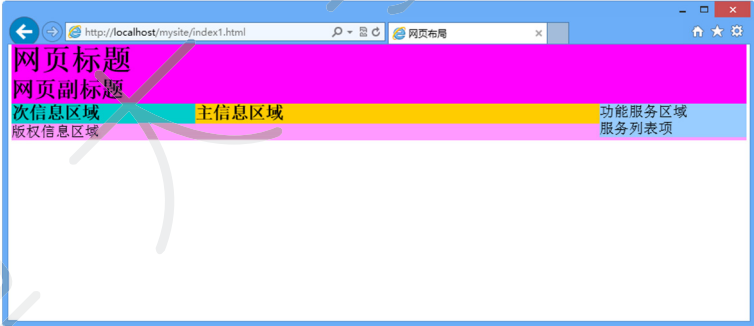 http://localhost/mysite/index1.html
网页布局
网页标题
网页副标题
次信息区域
主信息区域
功能服务区域
版权信息区域
服务列表项